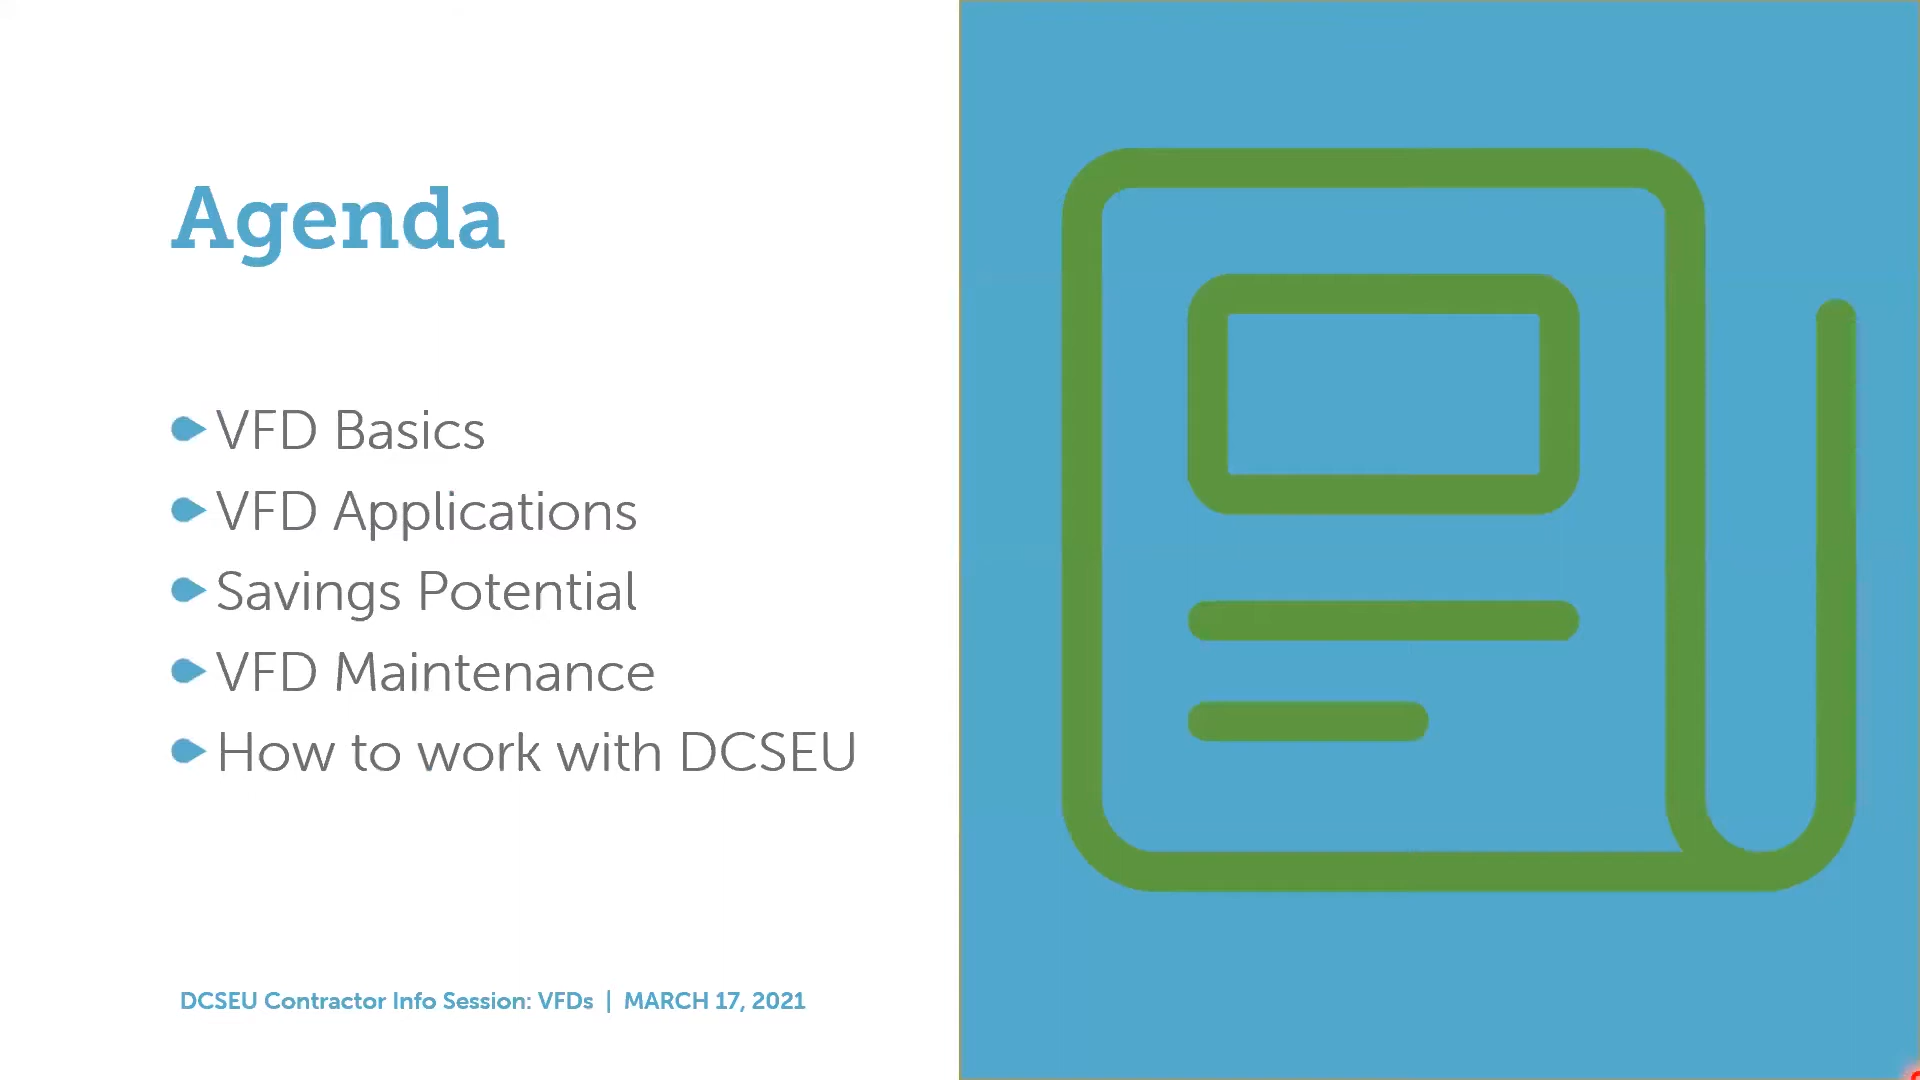 Agenda
VFD Basics
VFD Applications
Savings Potential
VFD Maintenance
How to work with DCSEU
DCSEU Contractor Info Session: VFDs | MARCH 17, 2021